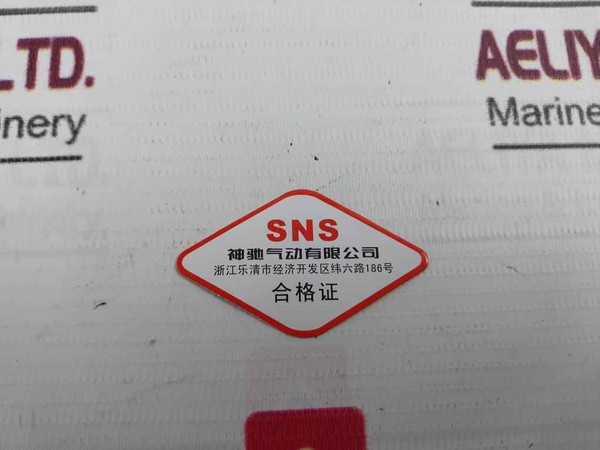 LTD.
AELIY
inery
Marine
SNS
神驰气动有限公司
浙江乐清市经济开发区纬六路186号
合格证